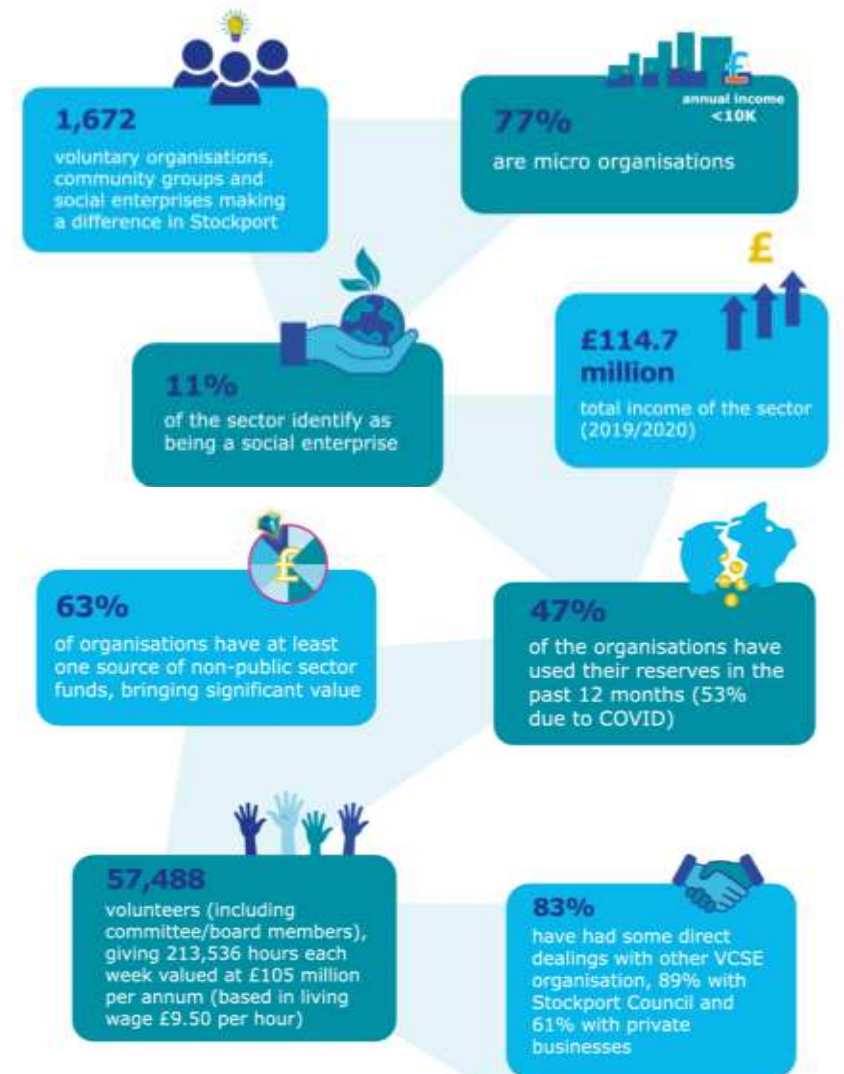 1,672
voluntary organisations,
community groups and
social enterprises making
a difference in Stockport
£
annual income
<10K
77%
are micro organisations
11%
of the sector identify as
being a social enterprise
£
£114.7
million
total income of the sector
(2019/2020)
£
63%
of organisations have at least
one source of non-public sector
funds, bringing significant value
47%
of the organisations have
used their reserves in the
past 12 months (53%
due to COVID)
57,488
volunteers (including
committee/board members),
giving 213,536 hours each
week valued at £105 million
per annum (based in living
wage £9.50 per hour)
83%
have had some direct
dealings with other VCSE
organisation, 89% with
Stockport Council and
61% with private
businesses